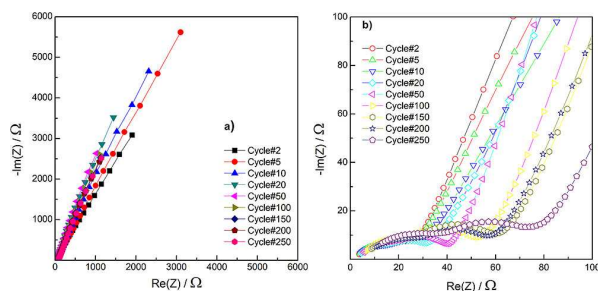 6000
5000
4000
3000
2000
1000
-Im(Z) / Ω
a)
Cycle#2
Cycle#5
Cycle#10
Cycle#20
Cycle#50
Cycle#100
Cycle#150
Cycle#200
Cycle#250
0 1000 2000 3000 4000 5000 6000
Re(Z) / Ω
100
80
60
40
20
10
-Im(Z) / Ω
b)
Cycle#2
Cycle#5
Cycle#10
Cycle#20
Cycle#50
Cycle#100
Cycle#150
Cycle#200
Cycle#250
0 20 40 60 80 100
Re(Z) / Ω